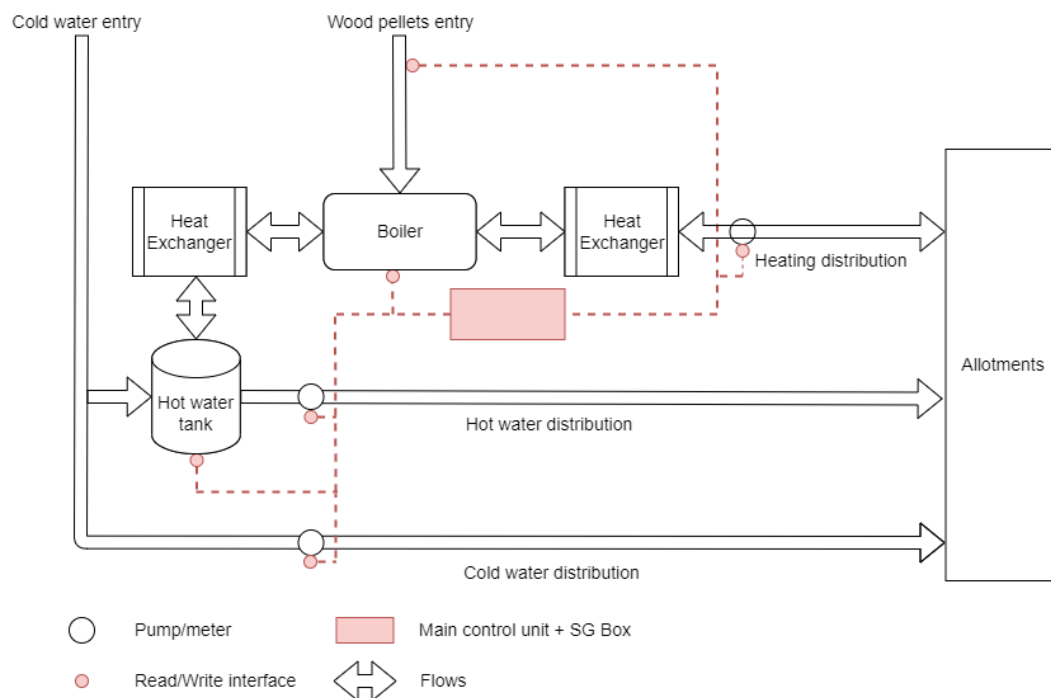 Cold water entry
Wood pellets entry
Heat
Exchanger
Boiler
Heat
Exchanger
Heating distribution
Allotments
Hot water
tank
Hot water distribution
Cold water distribution
Pump/meter
Main control unit + SG Box
Read/Write interface
Flows